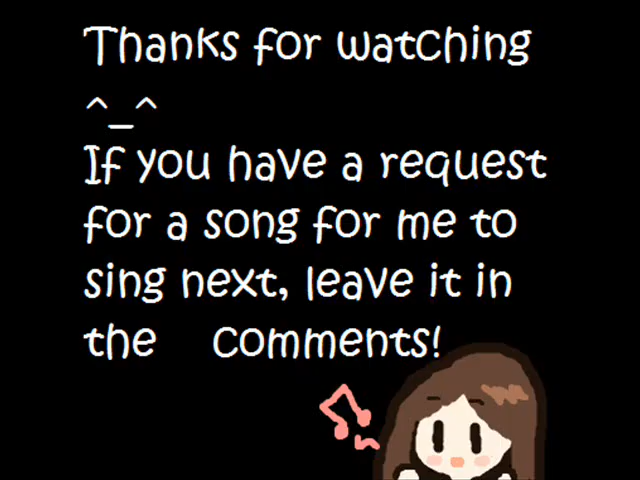 Thanks for watching
^_^
If you have a request
for a song for me to
sing next, leave it in
the comments!